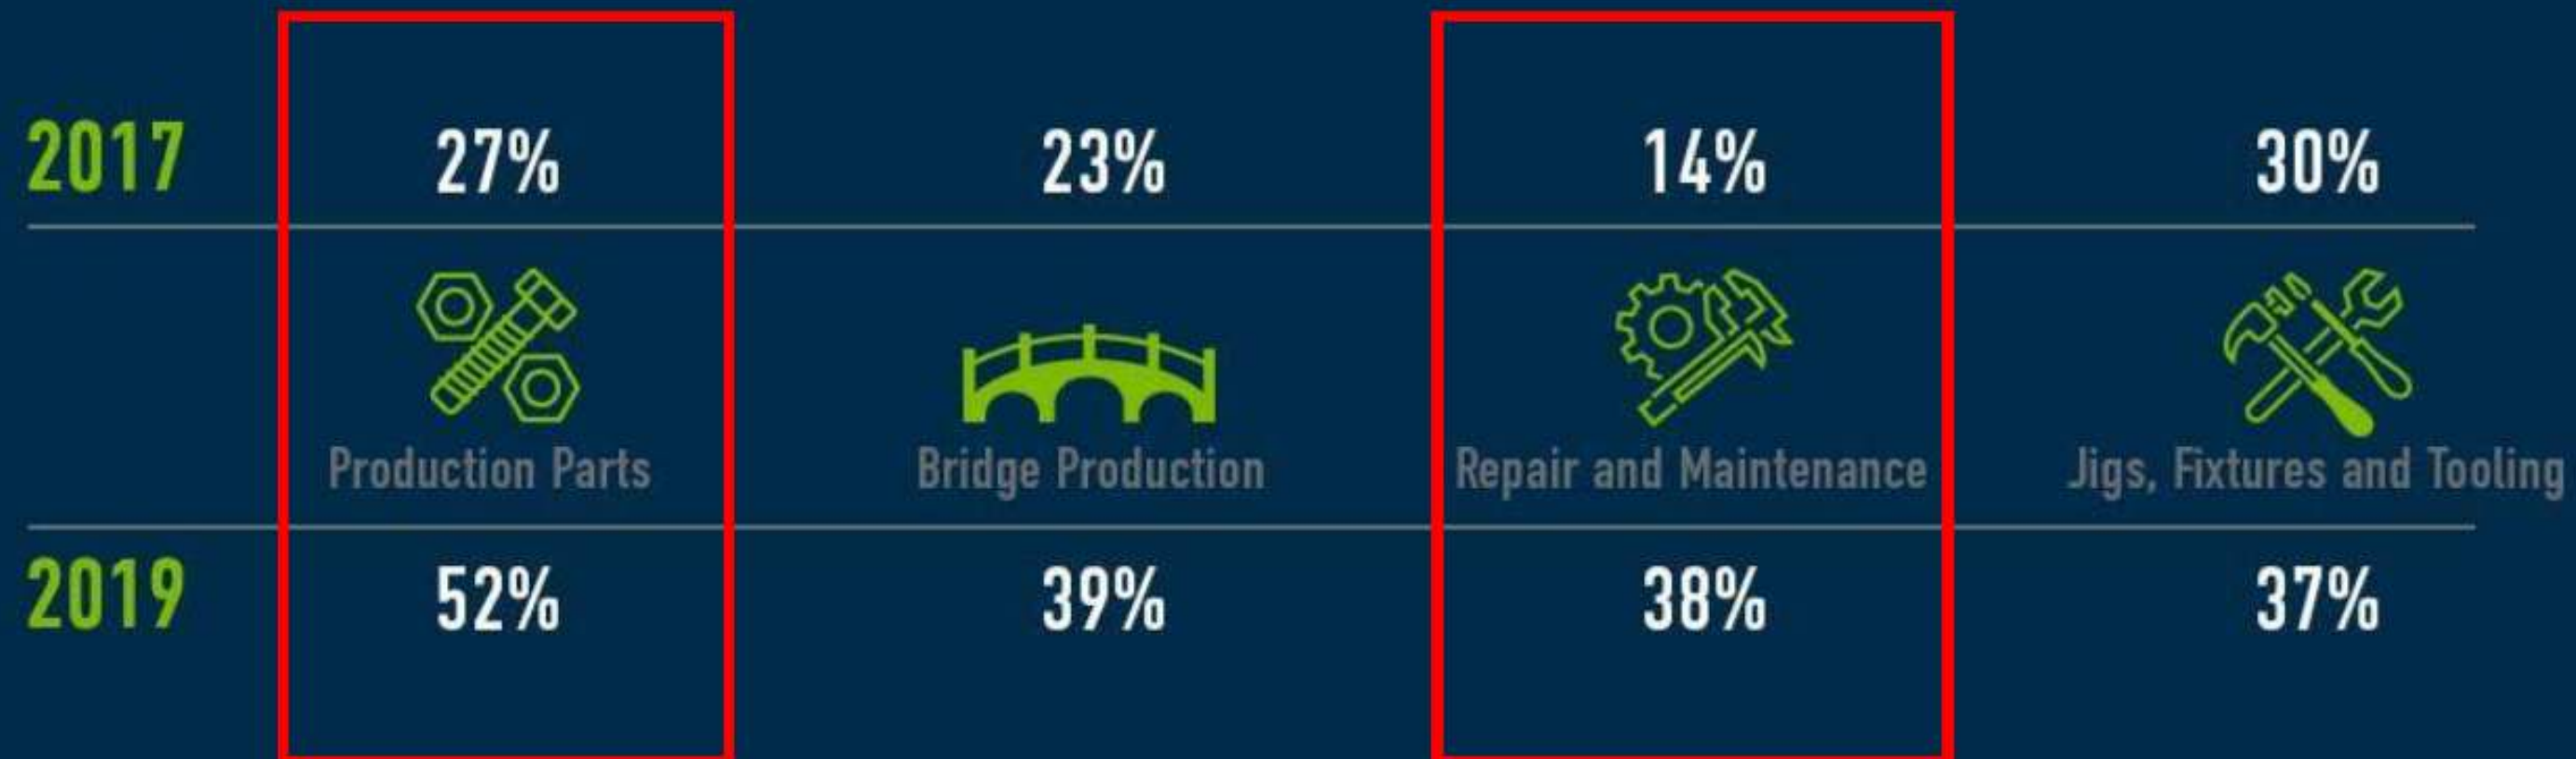 2017 27% 23% 14% 30%
Production Parts Bridge Production Repair and Maintenance Jigs, Fixtures and Tooling
2019 52% 39% 38% 37%